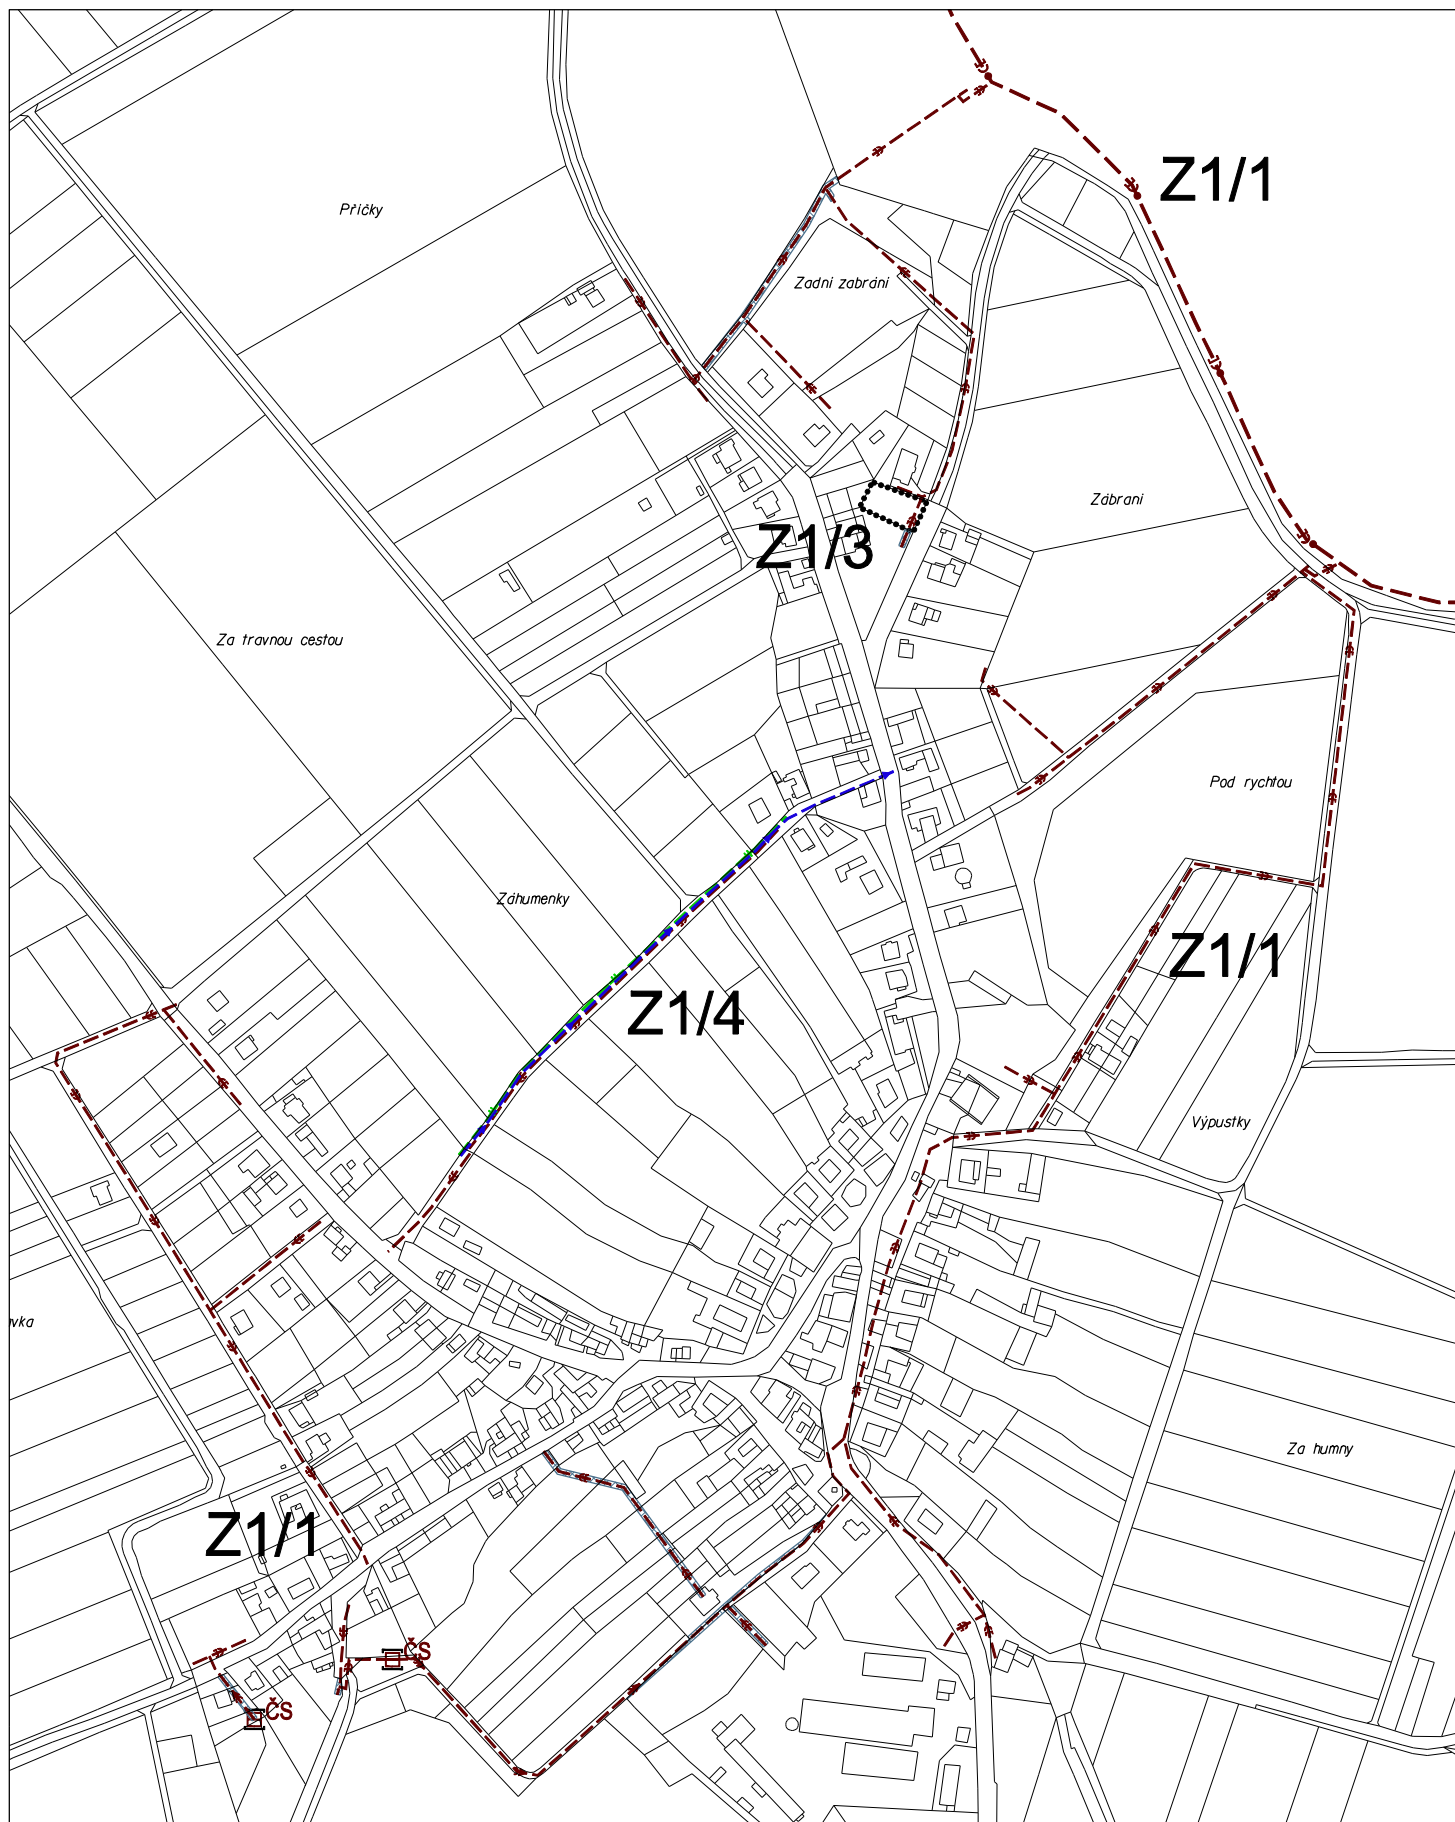 Z1/1
Příčky
Zadní zabrání
Zábraní
Z1/3
Za travnou cestou
Pod rychtou
Záhumenky
Z1/1
Z1/4
Výpustky
vka
Za humny
Z1/1
ČS
ČS